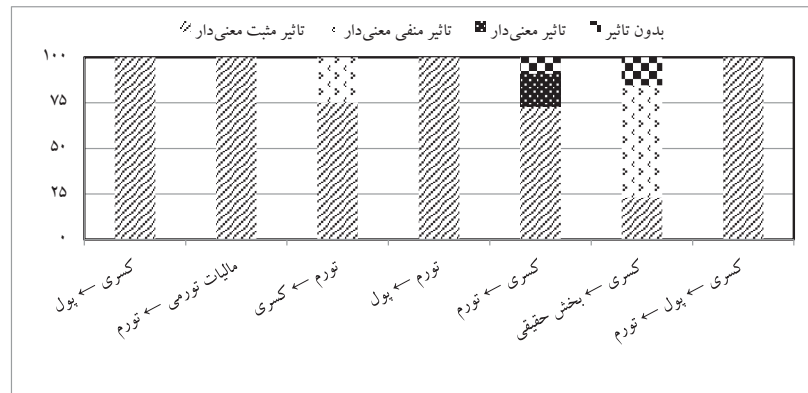 تاثیر مثبت معنی‌دار تاثیر منفی معنی‌دار تاثیر معنی‌دار بدون تاثیر
۱۰۰
۷۵
۵۰
۲۵
۰
کسری ← پول
مالیات تورمی ← تورم
تورم ← کسری
تورم ← پول
کسری ← تورم
کسری ← بخش حقیقی
کسری ← پول ← تورم